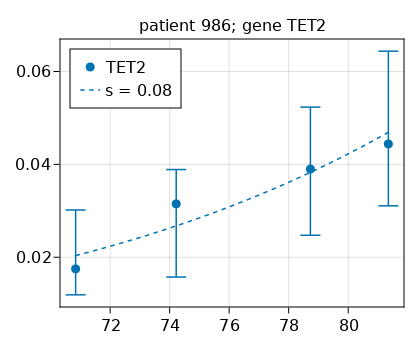 patient 986; gene TET2
TET2
s = 0.08
0.06
0.04
0.02
72 74 76 78 80